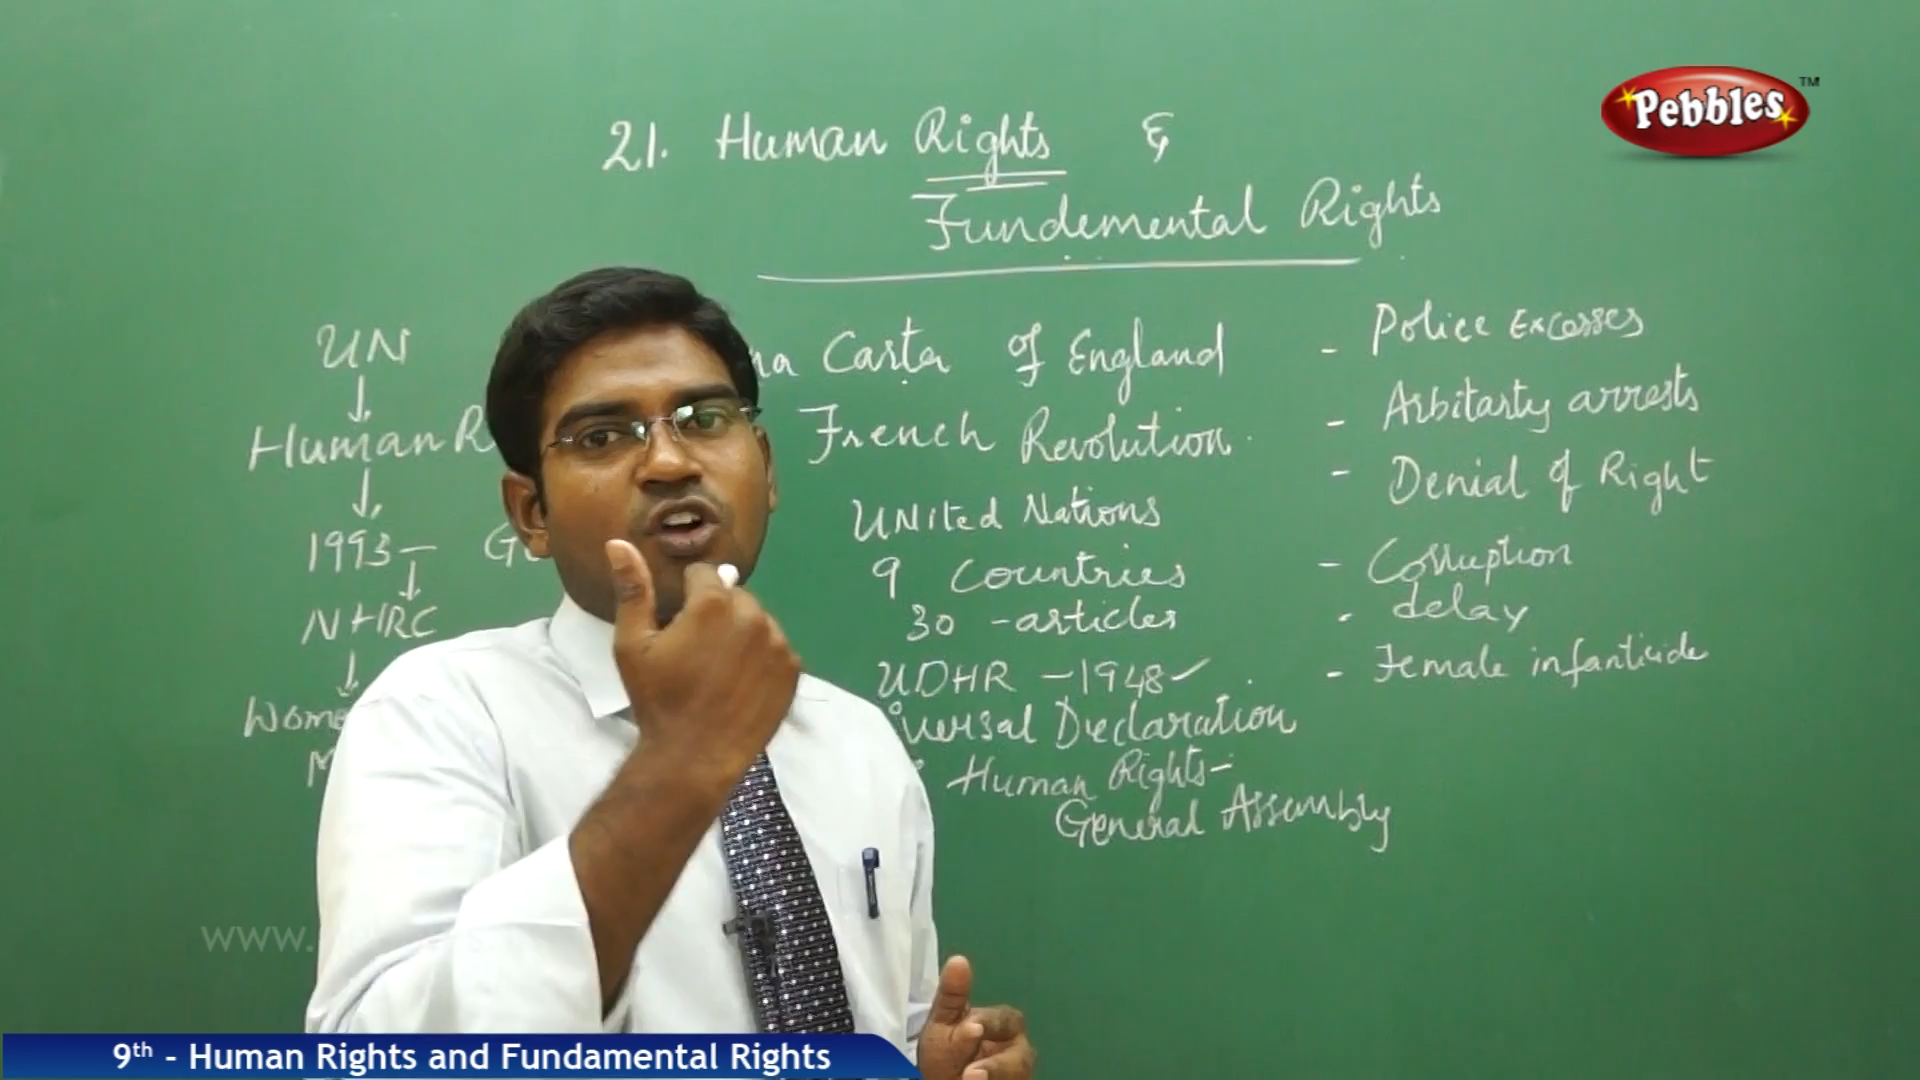 Pebbles TM
21. Human Rights &
Fundemental Rights
UN
Human R
1993 -
NHRC
na Carta of England
French Revolution.
United Nations
9 Countries
30 - articles
UDHR - 1948 ✓
versal Declaration
Human Rights -
General Assembly
- Police Excesses
- Arbitarty arrests
- Denial of Right
- Corruption
- delay
- Female infanticide
www.
9th - Human Rights and Fundamental Rights